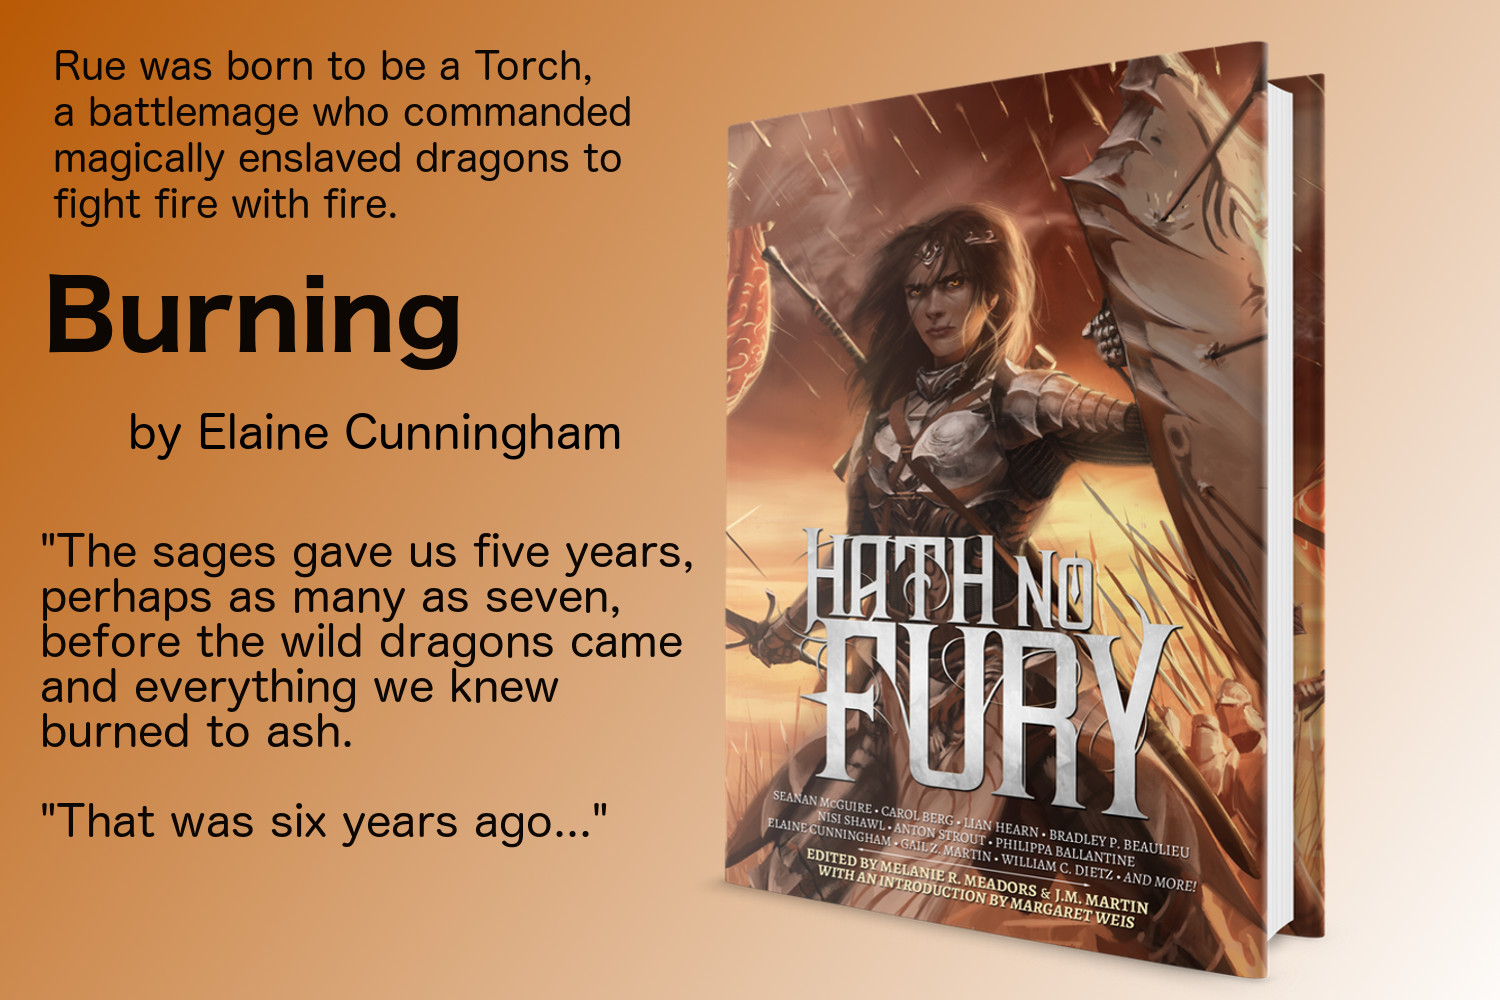 Rue was born to be a Torch,
a battlemage who commanded
magically enslaved dragons to
fight fire with fire.
Burning
by Elaine Cunningham
"The sages gave us five years,
perhaps as many as seven,
before the wild dragons came
and everything we knew
burned to ash.
"That was six years ago..."
HATH NO
FURY
SEANAN McGUIRE • CAROL BERG • LIAN HEARN • BRADLEY P. BEAULIEU
NISI SHAWL • ANTON STROUT • PHILIPPA BALLANTINE
ELAINE CUNNINGHAM • GAIL Z. MARTIN • WILLIAM C. DIETZ • AND MORE!
EDITED BY MELANIE R. MEADORS & J.M. MARTIN
WITH AN INTRODUCTION BY MARGARET WEIS